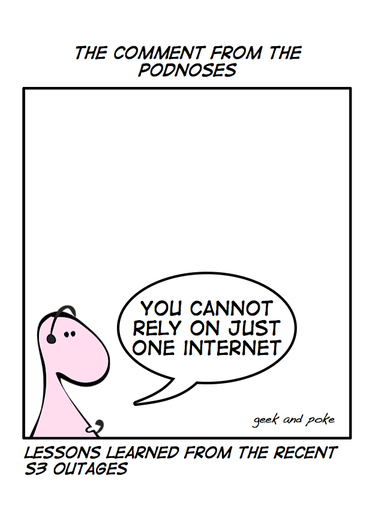 THE COMMENT FROM THE
PODNOSES
YOU CANNOT
RELY ON JUST
ONE INTERNET
geek and poke
LESSONS LEARNED FROM THE RECENT
S3 OUTAGES